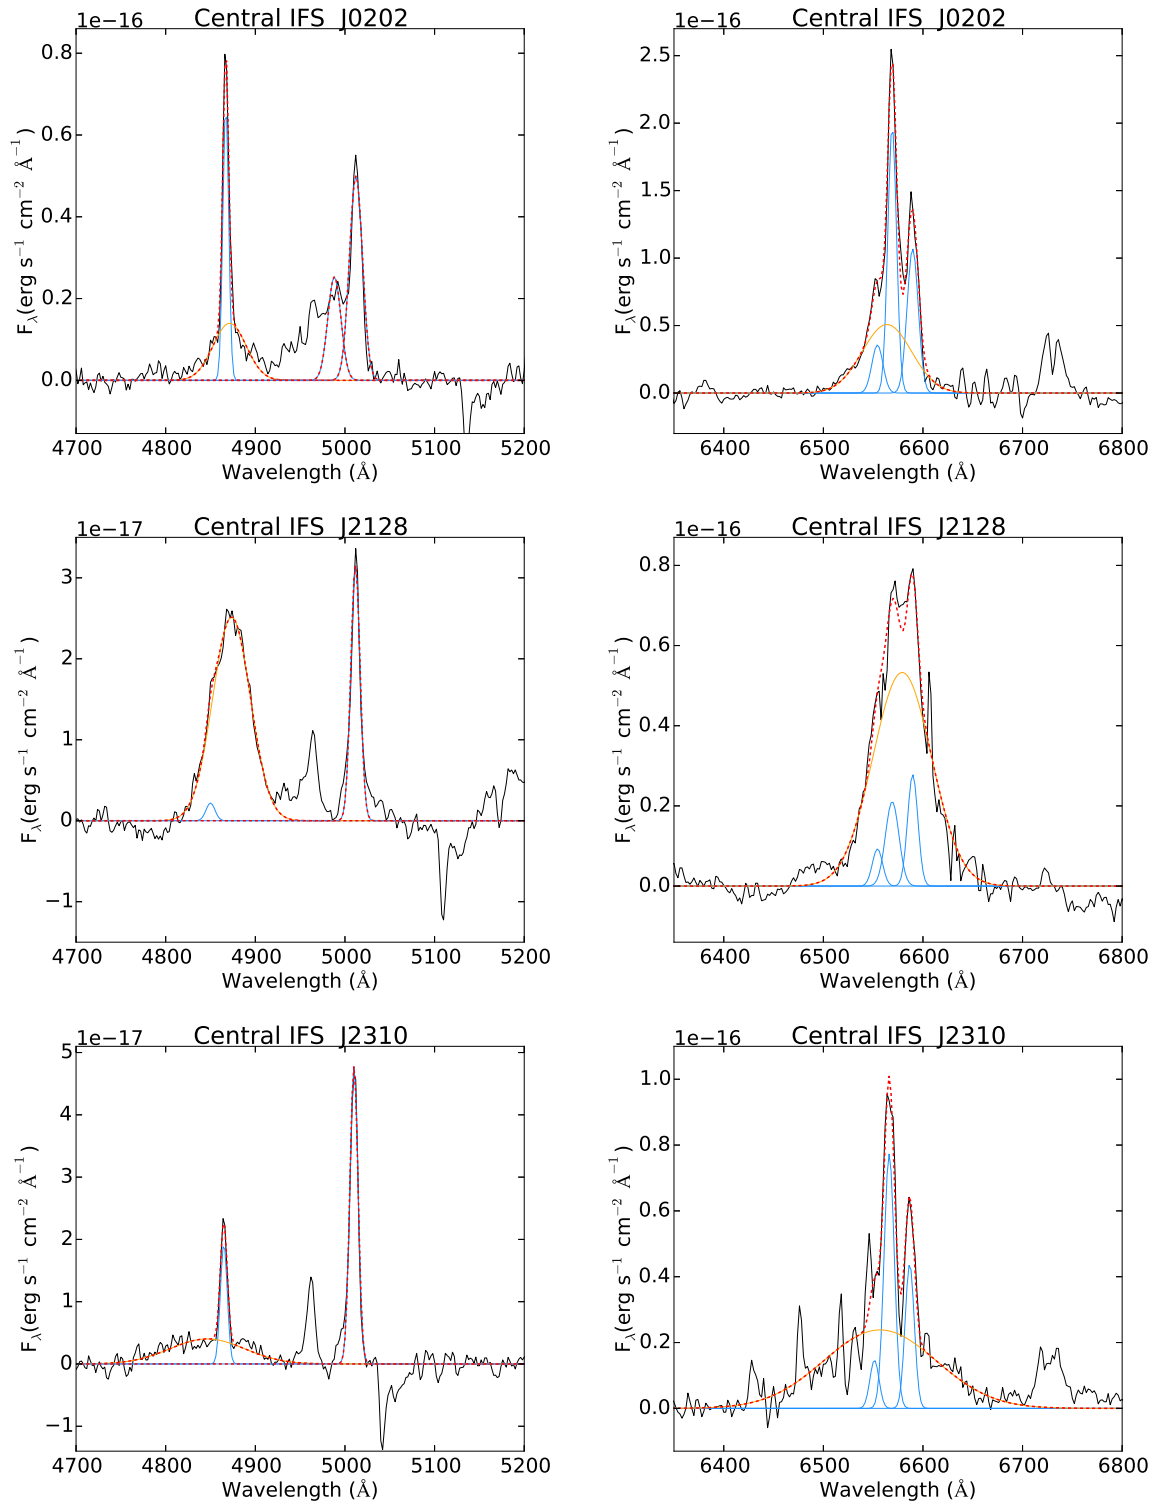 1e−16 Central IFS J0202
0.8
0.6
0.4
0.2
0.0
4700 4800 4900 5000 5100 5200
Wavelength (Å)
Fλ(erg s⁻¹ cm⁻² Å⁻¹)
1e−16 Central IFS J0202
2.5
2.0
1.5
1.0
0.5
0.0
6400 6500 6600 6700 6800
Wavelength (Å)
Fλ(erg s⁻¹ cm⁻² Å⁻¹)
1e−17 Central IFS J2128
3
2
1
0
−1
4700 4800 4900 5000 5100 5200
Wavelength (Å)
Fλ(erg s⁻¹ cm⁻² Å⁻¹)
1e−16 Central IFS J2128
0.8
0.6
0.4
0.2
0.0
6400 6500 6600 6700 6800
Wavelength (Å)
Fλ(erg s⁻¹ cm⁻² Å⁻¹)
1e−17 Central IFS J2310
5
4
3
2
1
0
−1
4700 4800 4900 5000 5100 5200
Wavelength (Å)
Fλ(erg s⁻¹ cm⁻² Å⁻¹)
1e−16 Central IFS J2310
1.0
0.8
0.6
0.4
0.2
0.0
6400 6500 6600 6700 6800
Wavelength (Å)
Fλ(erg s⁻¹ cm⁻² Å⁻¹)